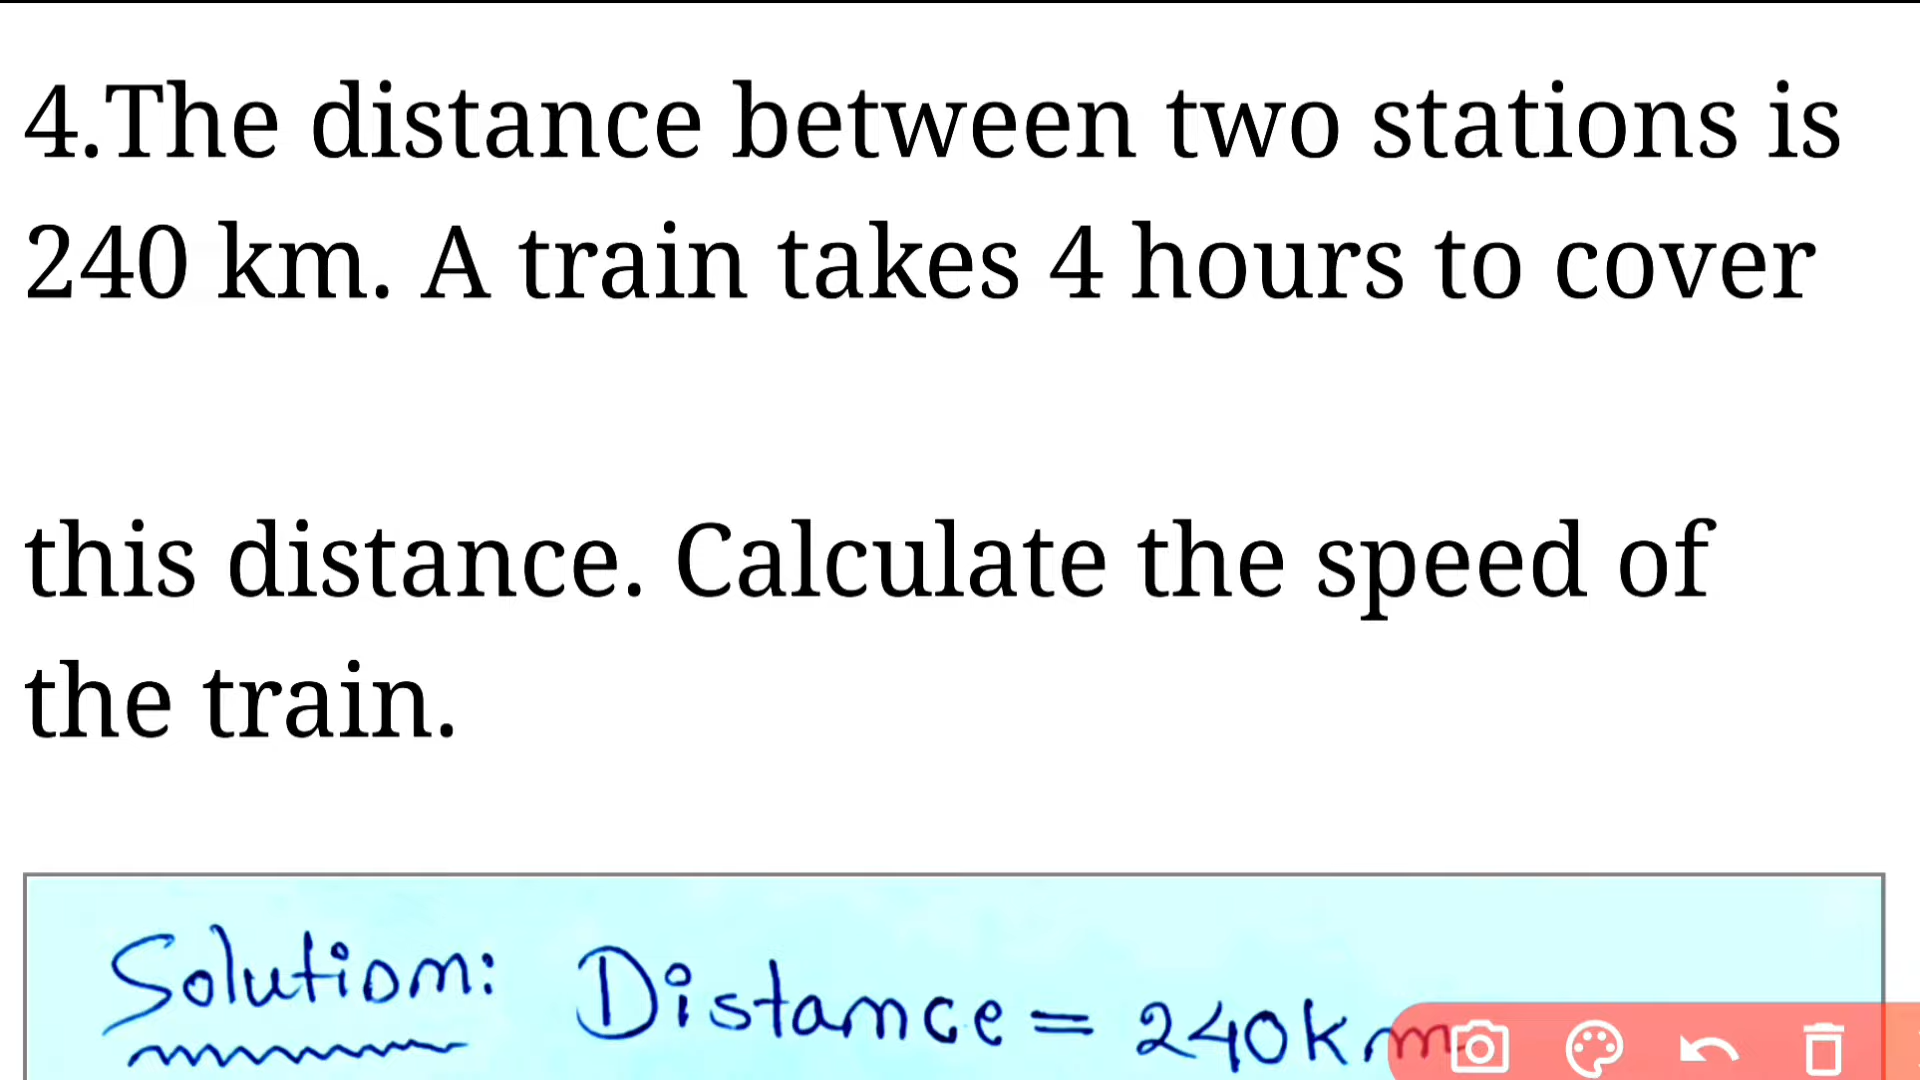 4.The distance between two stations is
240 km. A train takes 4 hours to cover
this distance. Calculate the speed of
the train.
Solution: Distance = 240km